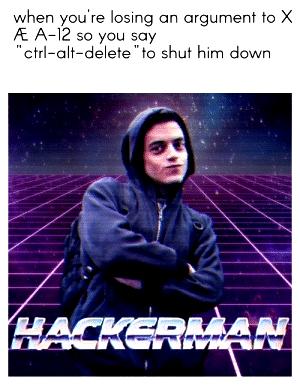 when you're losing an argument to X
Æ A-12 so you say
"ctrl-alt-delete" to shut him down
HACKERMAN